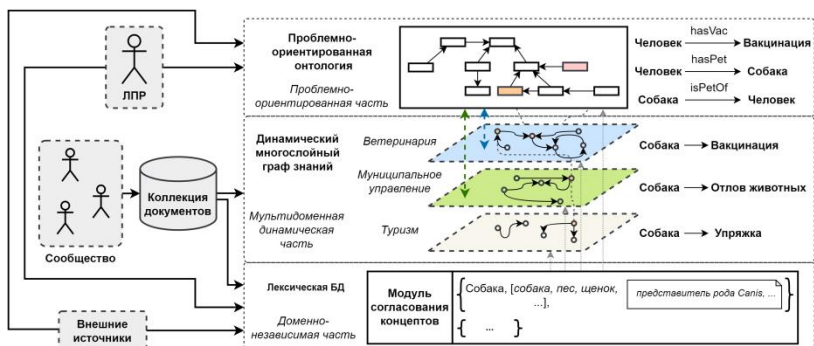 ЛПР
Сообщество
Коллекция
документов
Внешние
источники
Проблемно-
ориентированная
онтология
Проблемно-
ориентированная часть
Человек hasVac Вакцинация
Человек hasPet Собака
Собака isPetOf Человек
Динамический
многослойный
граф знаний
Мультидоменная
динамическая
часть
Ветеринария
Муниципальное
управление
Туризм
Собака Вакцинация
Собака Отлов животных
Собака Упряжка
Лексическая БД
Доменно-
независимая часть
Модуль
согласования
концептов
Собака, [собака, пес, щенок,
...],
представитель рода Canis, ...
...